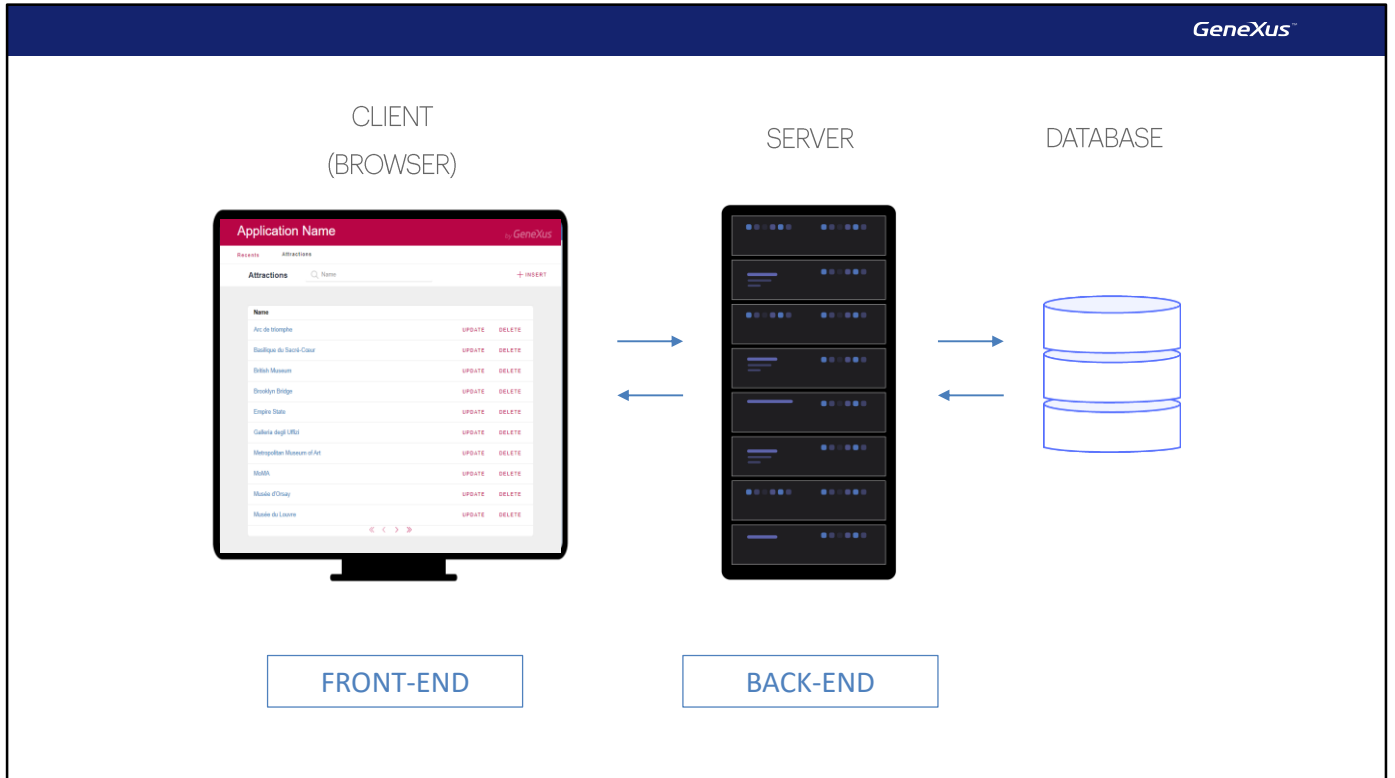 GeneXus™
CLIENT
(BROWSER)
SERVER
DATABASE
Application Name
by GeneXus
Recents Attractions
Attractions Name + INSERT
Name
Arc de triomphe UPDATE DELETE
Basilique du Sacré-Cœur UPDATE DELETE
British Museum UPDATE DELETE
Brooklyn Bridge UPDATE DELETE
Empire State UPDATE DELETE
Galleria degli Uffizi UPDATE DELETE
Metropolitan Museum of Art UPDATE DELETE
MoMA UPDATE DELETE
Musée d'Orsay UPDATE DELETE
Musée du Louvre UPDATE DELETE
FRONT-END
BACK-END